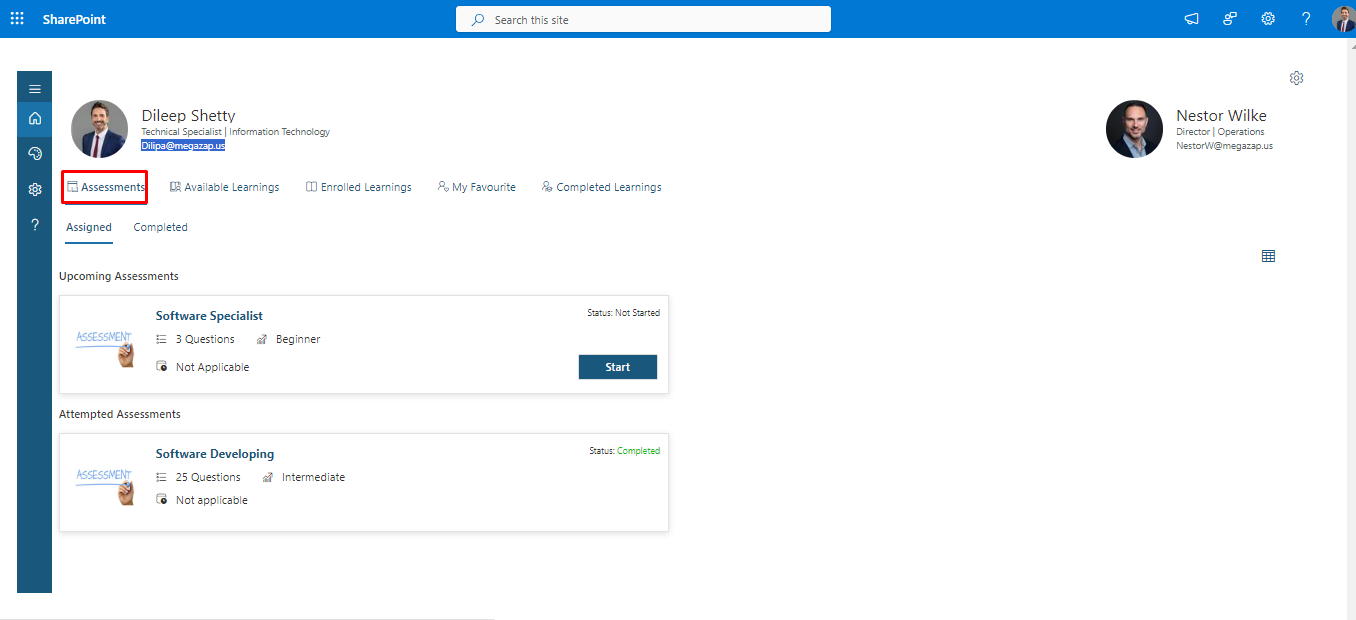 SharePoint
Search this site
Dileep Shetty
Technical Specialist | Information Technology
Dilipa@megazap.us
Nestor Wilke
Director | Operations
NestorW@megazap.us
Assessments Available Learnings Enrolled Learnings My Favourite Completed Learnings
Assigned Completed
Upcoming Assessments
ASSESSMENT
Software Specialist
Status: Not Started
3 Questions Beginner
Not Applicable
Start
Attempted Assessments
ASSESSMENT
Software Developing
Status: Completed
25 Questions Intermediate
Not applicable